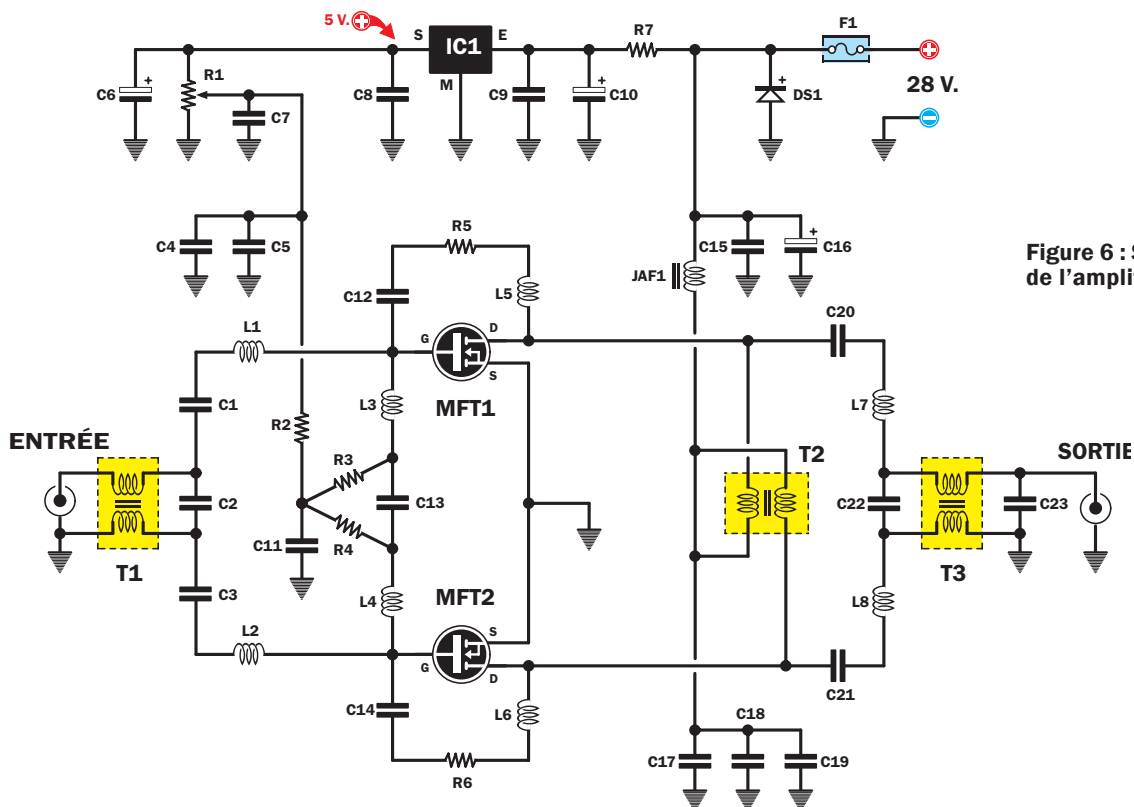 5 V.
S
IC1
E
M
R7
F1
28 V.
DS1
C6
R1
C7
C8
C9
C10
C4
C5
R5
C15
C16
JAF1
L5
C12
Figure 6 : S
de l'ampli
C20
L1
G
D
S
MFT1
L3
L7
C1
R2
ENTRÉE
R3
T2
SORTIE
C2
C13
C22
C23
R4
C11
T1
T3
C3
L4
MFT2
L8
L2
S
G
D
C21
C14
L6
C18
R6
C17
C19